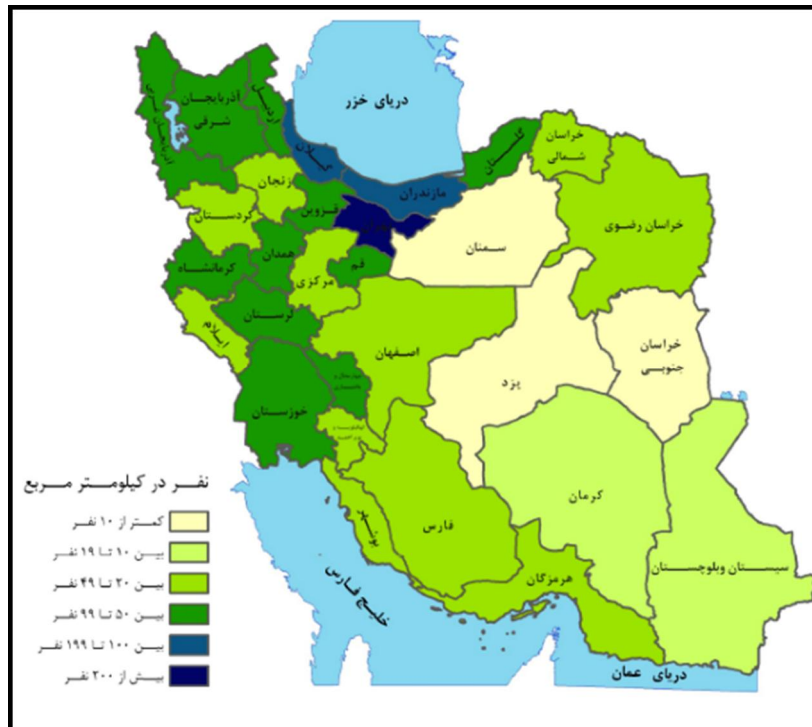 دریای خزر
آذربایجان
شرقی
آذربایجان غربی
اردبیل
گیلان
مازندران
گلستان
خراسان
شمالی
خراسان رضوی
زنجان
قزوین
کردستان
سمنان
همدان
قم
مرکزی
کرمانشاه
لرستان
ایلام
اصفهان
خراسان
جنوبی
یزد
خوزستان
کرمان
فارس
بوشهر
سیستان وبلوچستان
هرمزگان
خلیج فارس
دریای عمان
نفر در کیلومتر مربع
کمتر از ۱۰ نفر
بین ۱۰ تا ۱۹ نفر
بین ۲۰ تا ۴۹ نفر
بین ۵۰ تا ۹۹ نفر
بین ۱۰۰ تا ۱۹۹ نفر
بیش از ۲۰۰ نفر